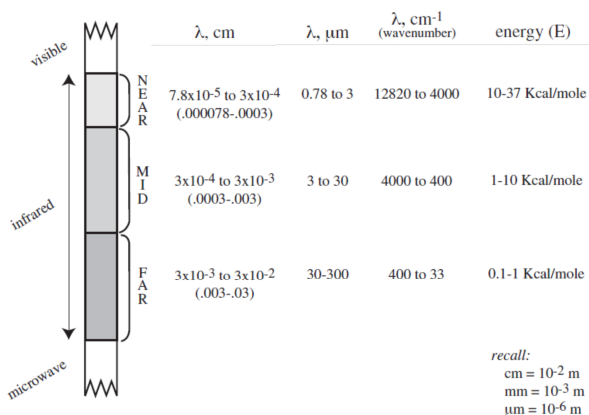 λ, cm
λ, μm
λ, cm-1
(wavenumber)
energy (E)
visible
NEAR
7.8x10-5 to 3x10-4
(.000078-.0003)
0.78 to 3
12820 to 4000
10-37 Kcal/mole
infrared
MID
3x10-4 to 3x10-3
(.0003-.003)
3 to 30
4000 to 400
1-10 Kcal/mole
FAR
3x10-3 to 3x10-2
(.003-.03)
30-300
400 to 33
0.1-1 Kcal/mole
microwave
recall:
cm = 10-2 m
mm = 10-3 m
μm = 10-6 m